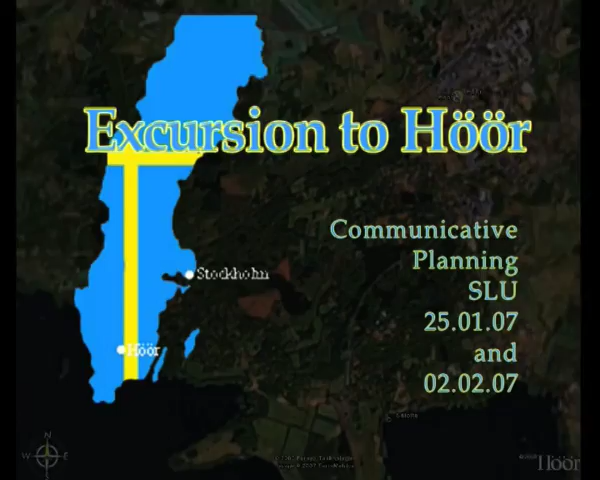 Excursion to Höör
Communicative
Planning
SLU
25.01.07
and
02.02.07
Stockholm
Höör
N
W E
Höör